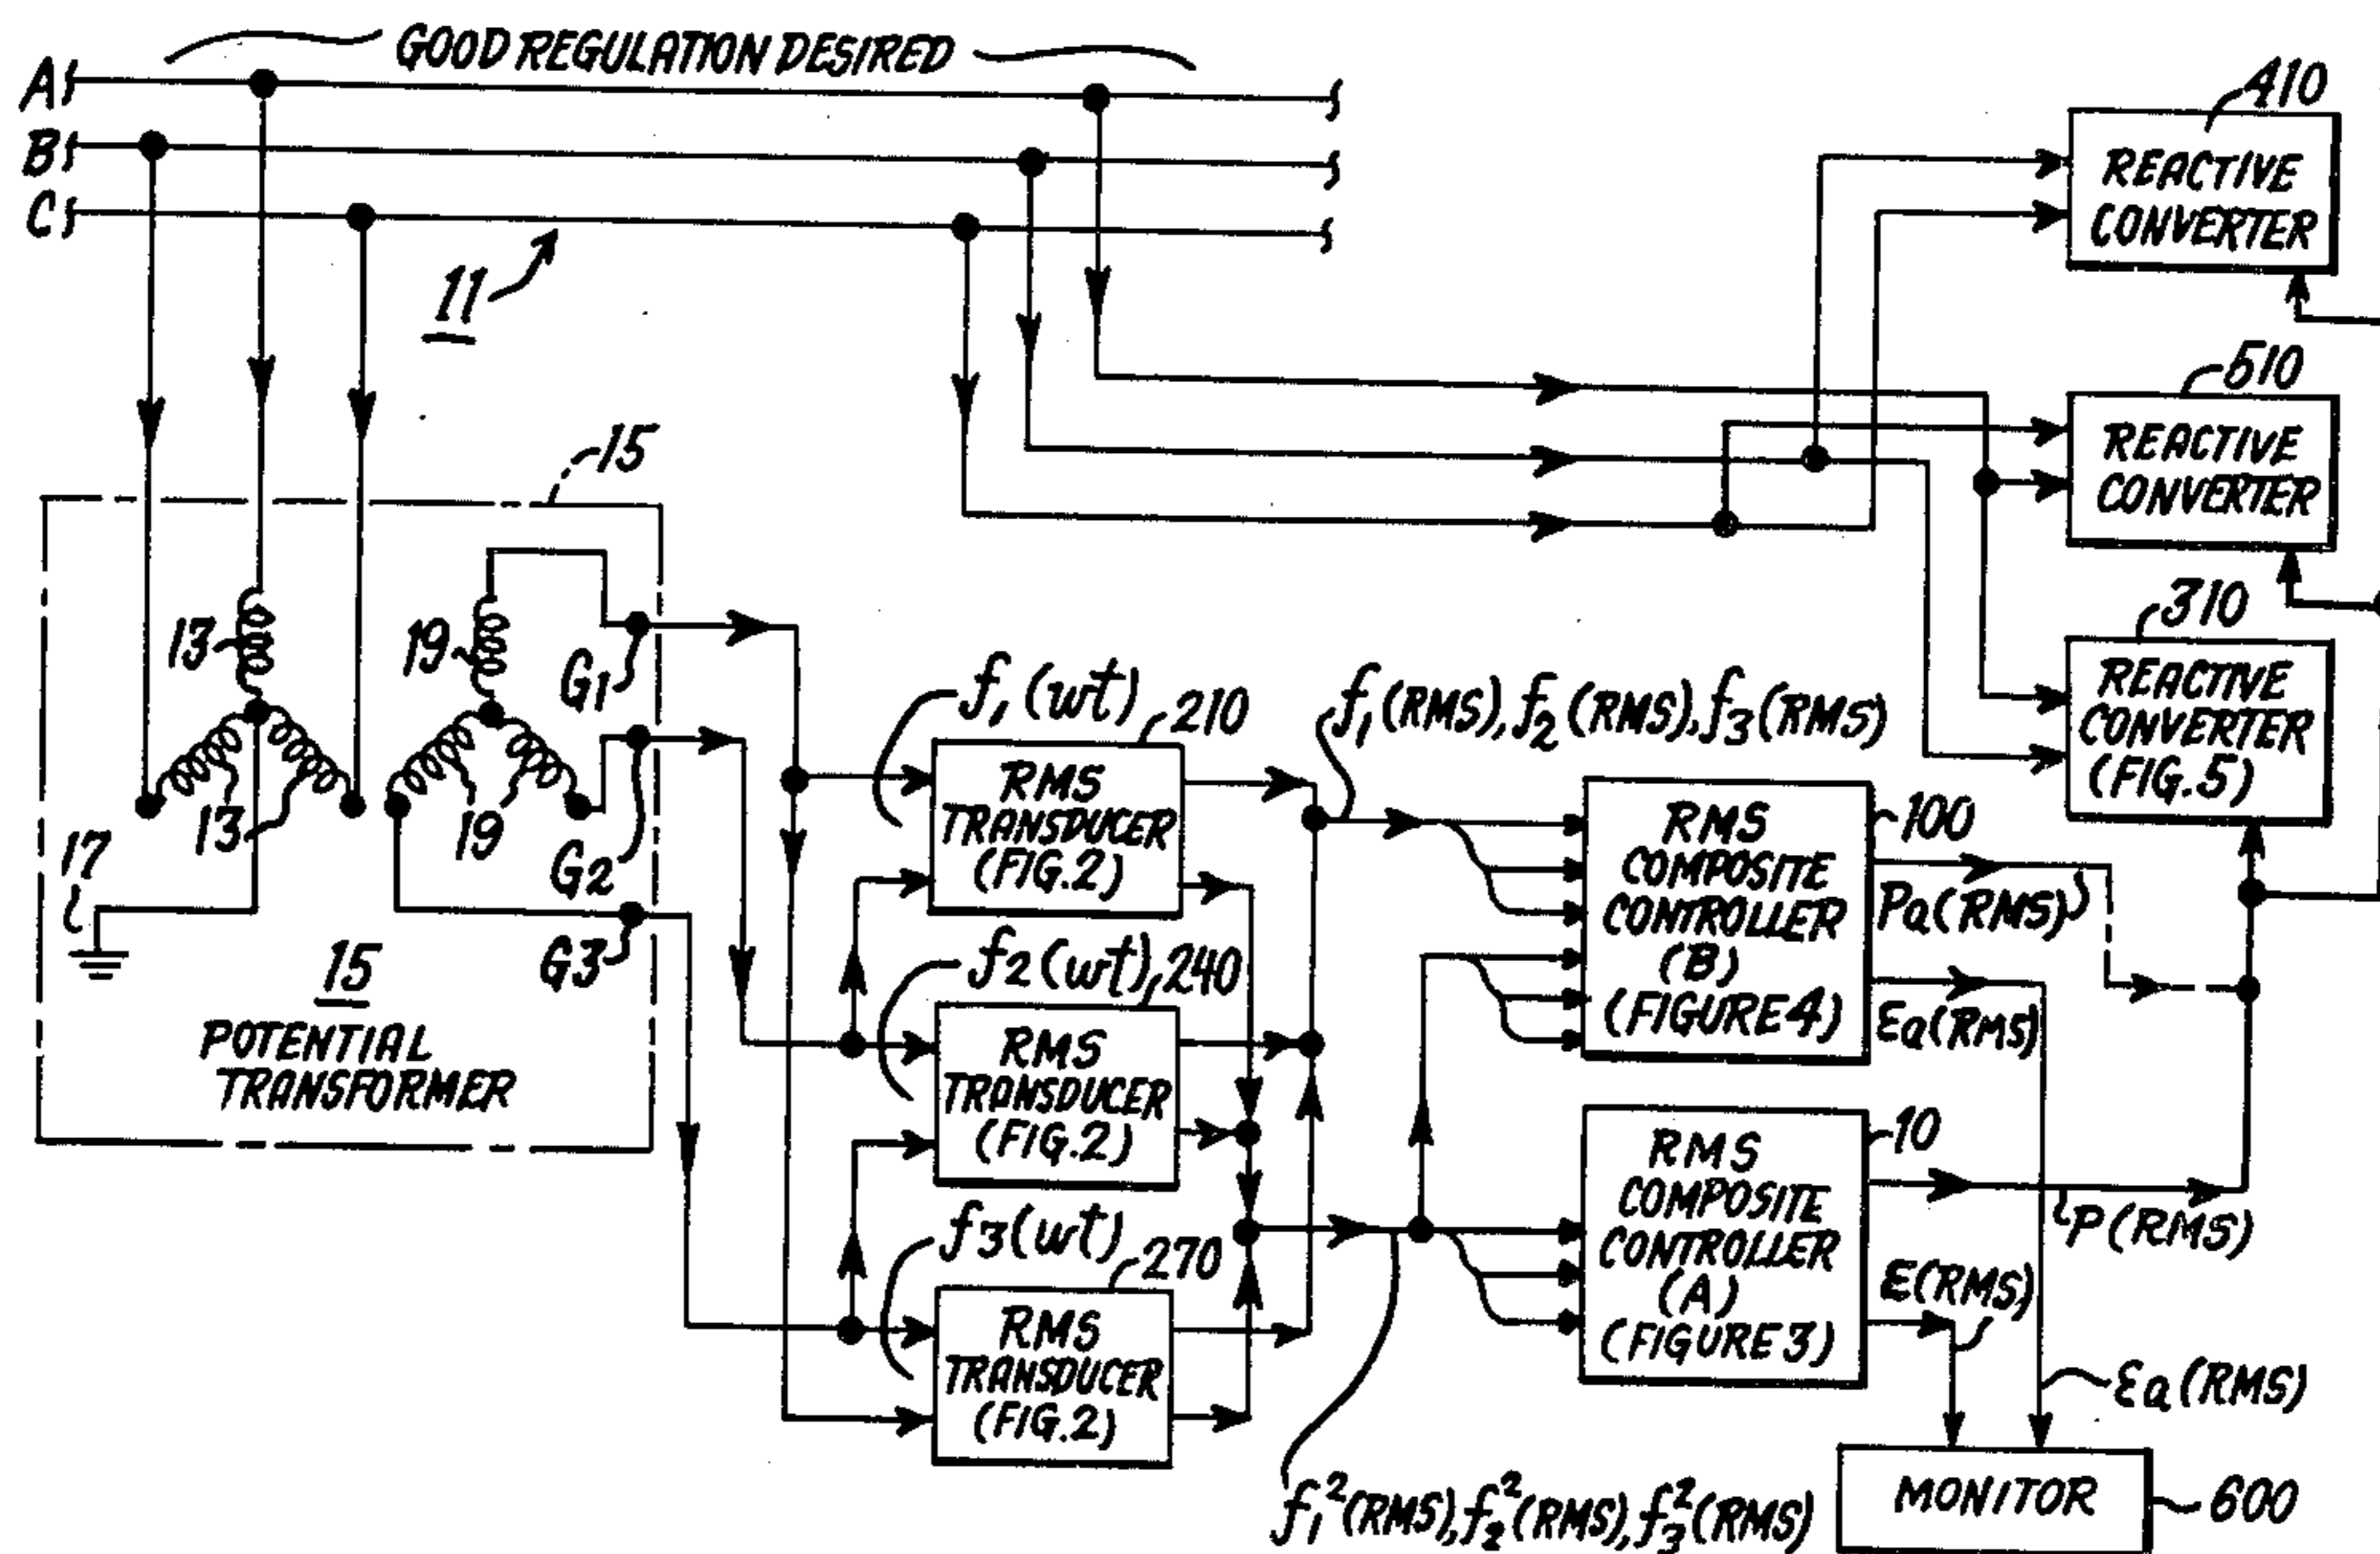 GOOD REGULATION DESIRED
A
B
C
11
410
REACTIVE
CONVERTER
510
REACTIVE
CONVERTER
310
REACTIVE
CONVERTER
(FIG.5)
15
13
19
G1
13
19
G2
17
G3
15
POTENTIAL
TRANSFORMER
f1(wt)
210
RMS
TRANSDUCER
(FIG.2)
f2(wt)
240
RMS
TRANSDUCER
(FIG.2)
f3(wt)
270
RMS
TRANSDUCER
(FIG.2)
f1(RMS), f2(RMS), f3(RMS)
100
RMS
COMPOSITE
CONTROLLER
(B)
(FIGURE 4)
Pa(RMS)
Ea(RMS)
10
RMS
COMPOSITE
CONTROLLER
(A)
(FIGURE 3)
P(RMS)
E(RMS)
Ea(RMS)
f1²(RMS), f2²(RMS), f3²(RMS)
MONITOR
600